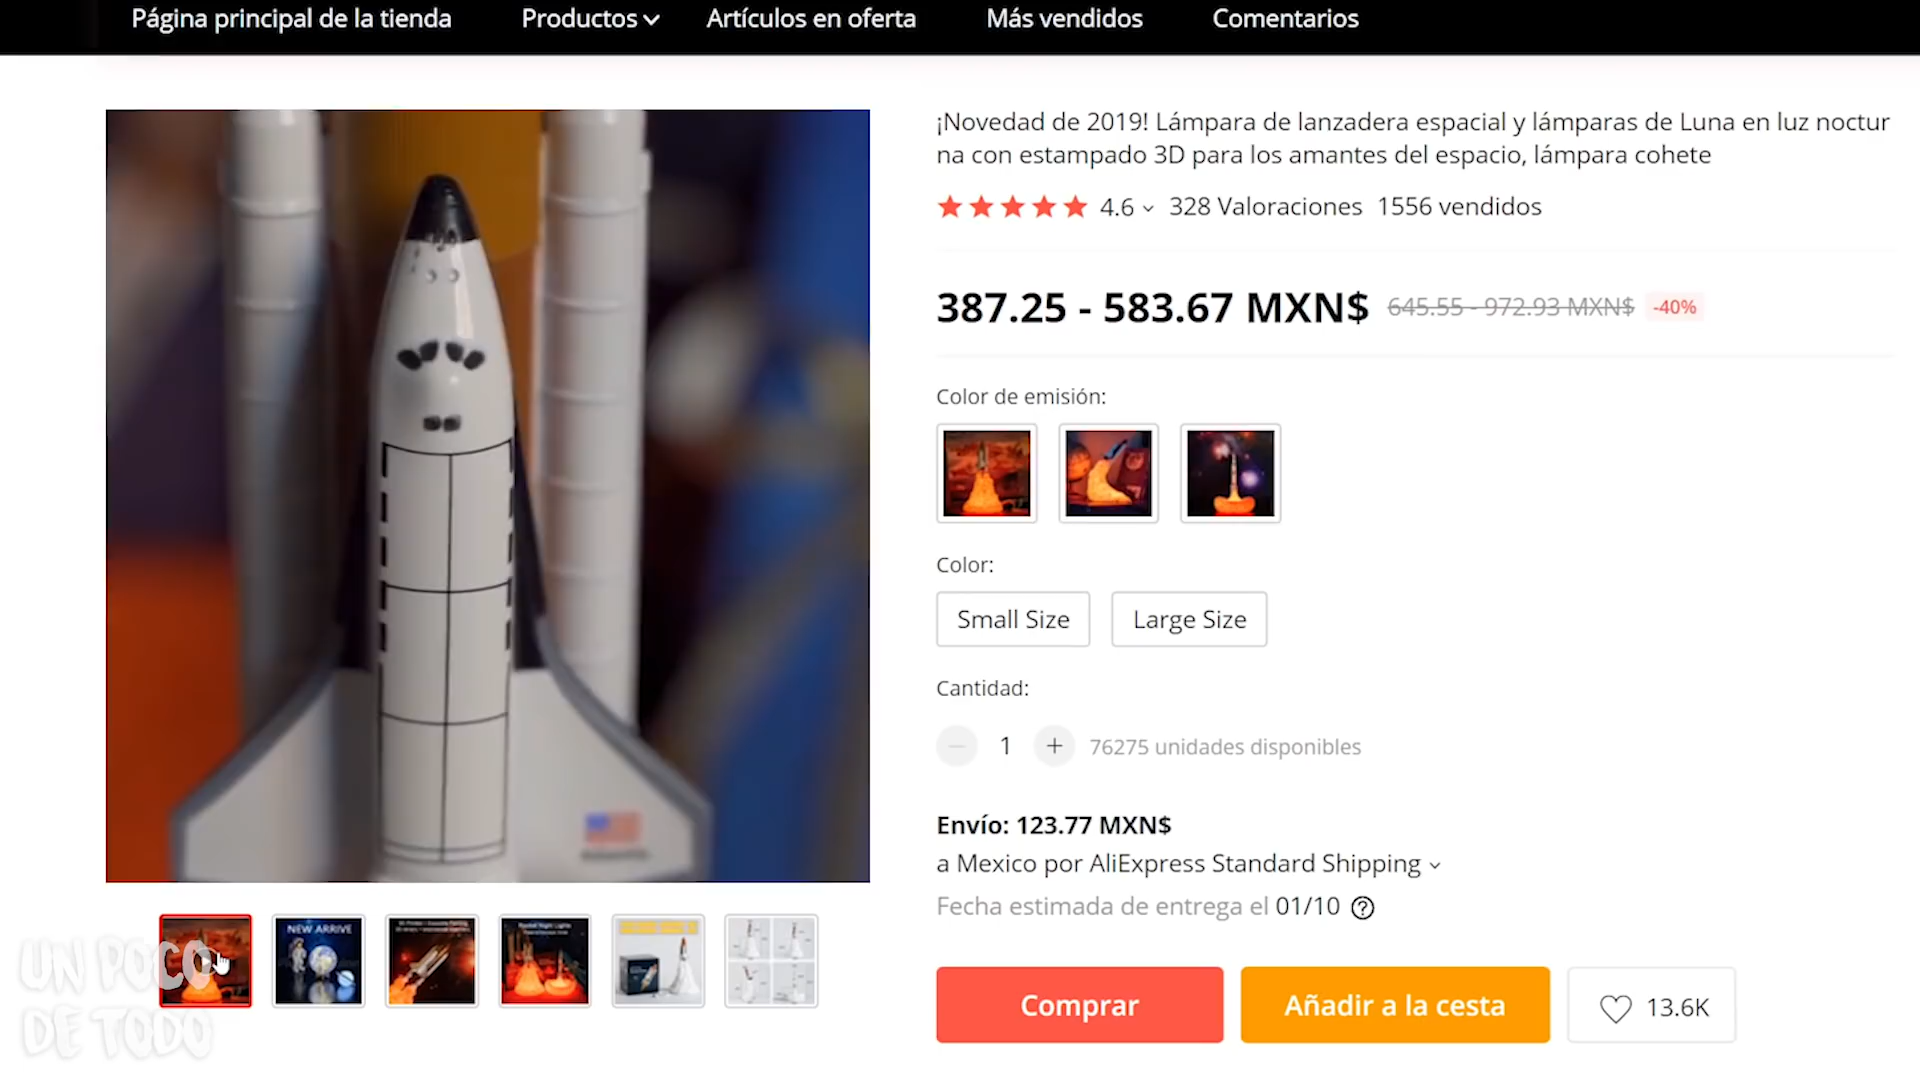 Página principal de la tienda
Productos
Artículos en oferta
Más vendidos
Comentarios
¡Novedad de 2019! Lámpara de lanzadera espacial y lámparas de Luna en luz noctur
na con estampado 3D para los amantes del espacio, lámpara cohete
4.6 328 Valoraciones 1556 vendidos
387.25 - 583.67 MXN$ 645.55 - 972.93 MXN$ -40%
Color de emisión:
Color:
Small Size
Large Size
Cantidad:
1 76275 unidades disponibles
Envío: 123.77 MXN$
a Mexico por AliExpress Standard Shipping
Fecha estimada de entrega el 01/10
Comprar
Añadir a la cesta
13.6K
NEW ARRIVE
UN POCO
DE TODO